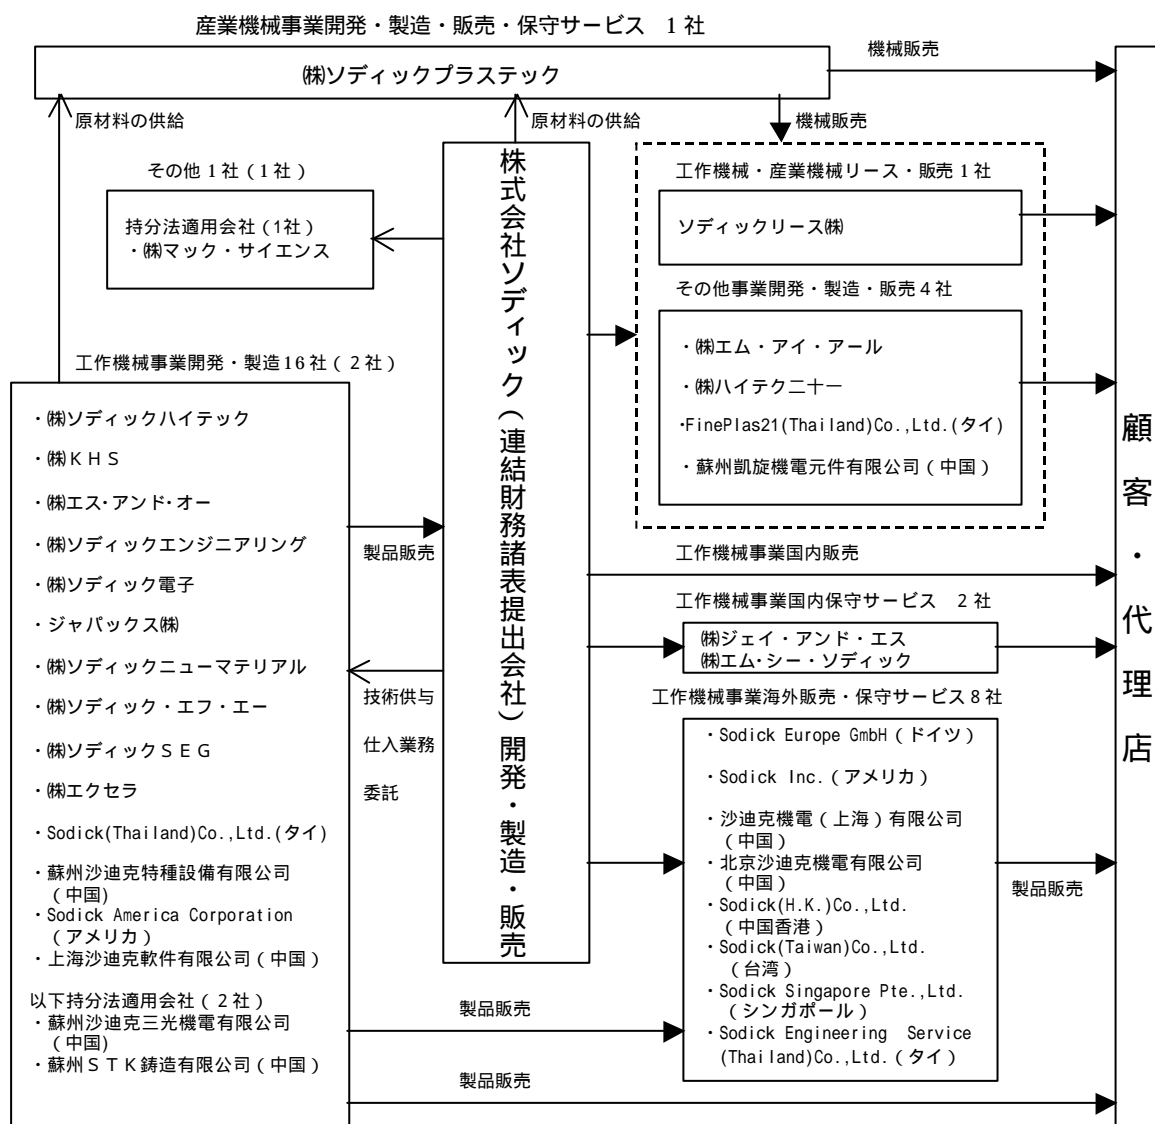 産業機械事業開発・製造・販売・保守サービス　1 社
機械販売
㈱ソディックプラステック
原材料の供給
原材料の供給
機械販売
その他 1 社 ( 1 社 )
持分法適用会社 ( 1社 )
・㈱マック・サイエンス
工作機械・産業機械リース・販売 1 社
ソディックリース㈱
その他事業開発・製造・販売 4 社
・㈱エム・アイ・アール
・㈱ハイテク二十一
・FinePlas21(Thailand)Co.,Ltd.(タイ)
・蘇州凱旋機電元件有限公司 ( 中国 )
株式会社ソディック(連結財務諸表提出会社)開発・製造・販売
工作機械事業開発・製造 16 社 ( 2 社 )
・㈱ソディックハイテック
・㈱ＫＨＳ
・㈱エス・アンド・オー
・㈱ソディックエンジニアリング
・㈱ソディック電子
・ジャパックス㈱
・㈱ソディックニューマテリアル
・㈱ソディック・エフ・エー
・㈱ソディックＳＥＧ
・㈱エクセラ
・Sodick(Thailand)Co.,Ltd.(タイ)
・蘇州沙迪克特種設備有限公司
( 中国)
・Sodick America Corporation
( アメリカ )
・上海沙迪克軟件有限公司 ( 中国 )
以下持分法適用会社 ( 2 社 )
・蘇州沙迪克三光機電有限公司
( 中国)
・蘇州ＳＴＫ鋳造有限公司 ( 中国 )
製品販売
技術供与
仕入業務
委託
工作機械事業国内販売
工作機械事業国内保守サービス　2 社
㈱ジェイ・アンド・エス
㈱エム・シー・ソディック
工作機械事業海外販売・保守サービス 8 社
・Sodick Europe GmbH ( ドイツ )
・Sodick Inc. ( アメリカ )
・沙迪克機電 ( 上海 ) 有限公司
( 中国 )
・北京沙迪克機電有限公司
( 中国 )
・Sodick(H.K.)Co.,Ltd.
( 中国香港 )
・Sodick(Taiwan)Co.,Ltd.
( 台湾 )
・Sodick Singapore Pte.,Ltd.
( シンガポール )
・Sodick Engineering Service
(Thailand)Co.,Ltd. ( タイ )
製品販売
製品販売
製品販売
顧客・代理店